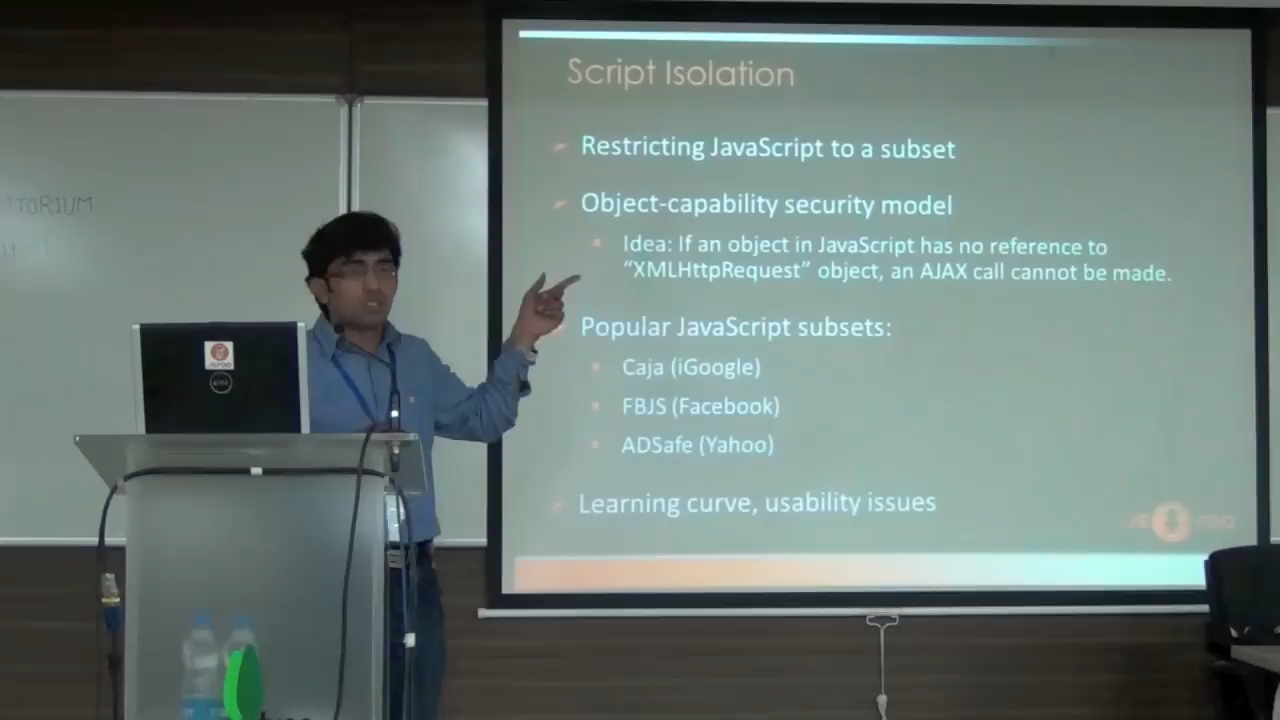 Script Isolation
Restricting JavaScript to a subset
Object-capability security model
Idea: If an object in JavaScript has no reference to
“XMLHttpRequest” object, an AJAX call cannot be made.
Popular JavaScript subsets:
Caja (iGoogle)
FBJS (Facebook)
ADSafe (Yahoo)
Learning curve, usability issues